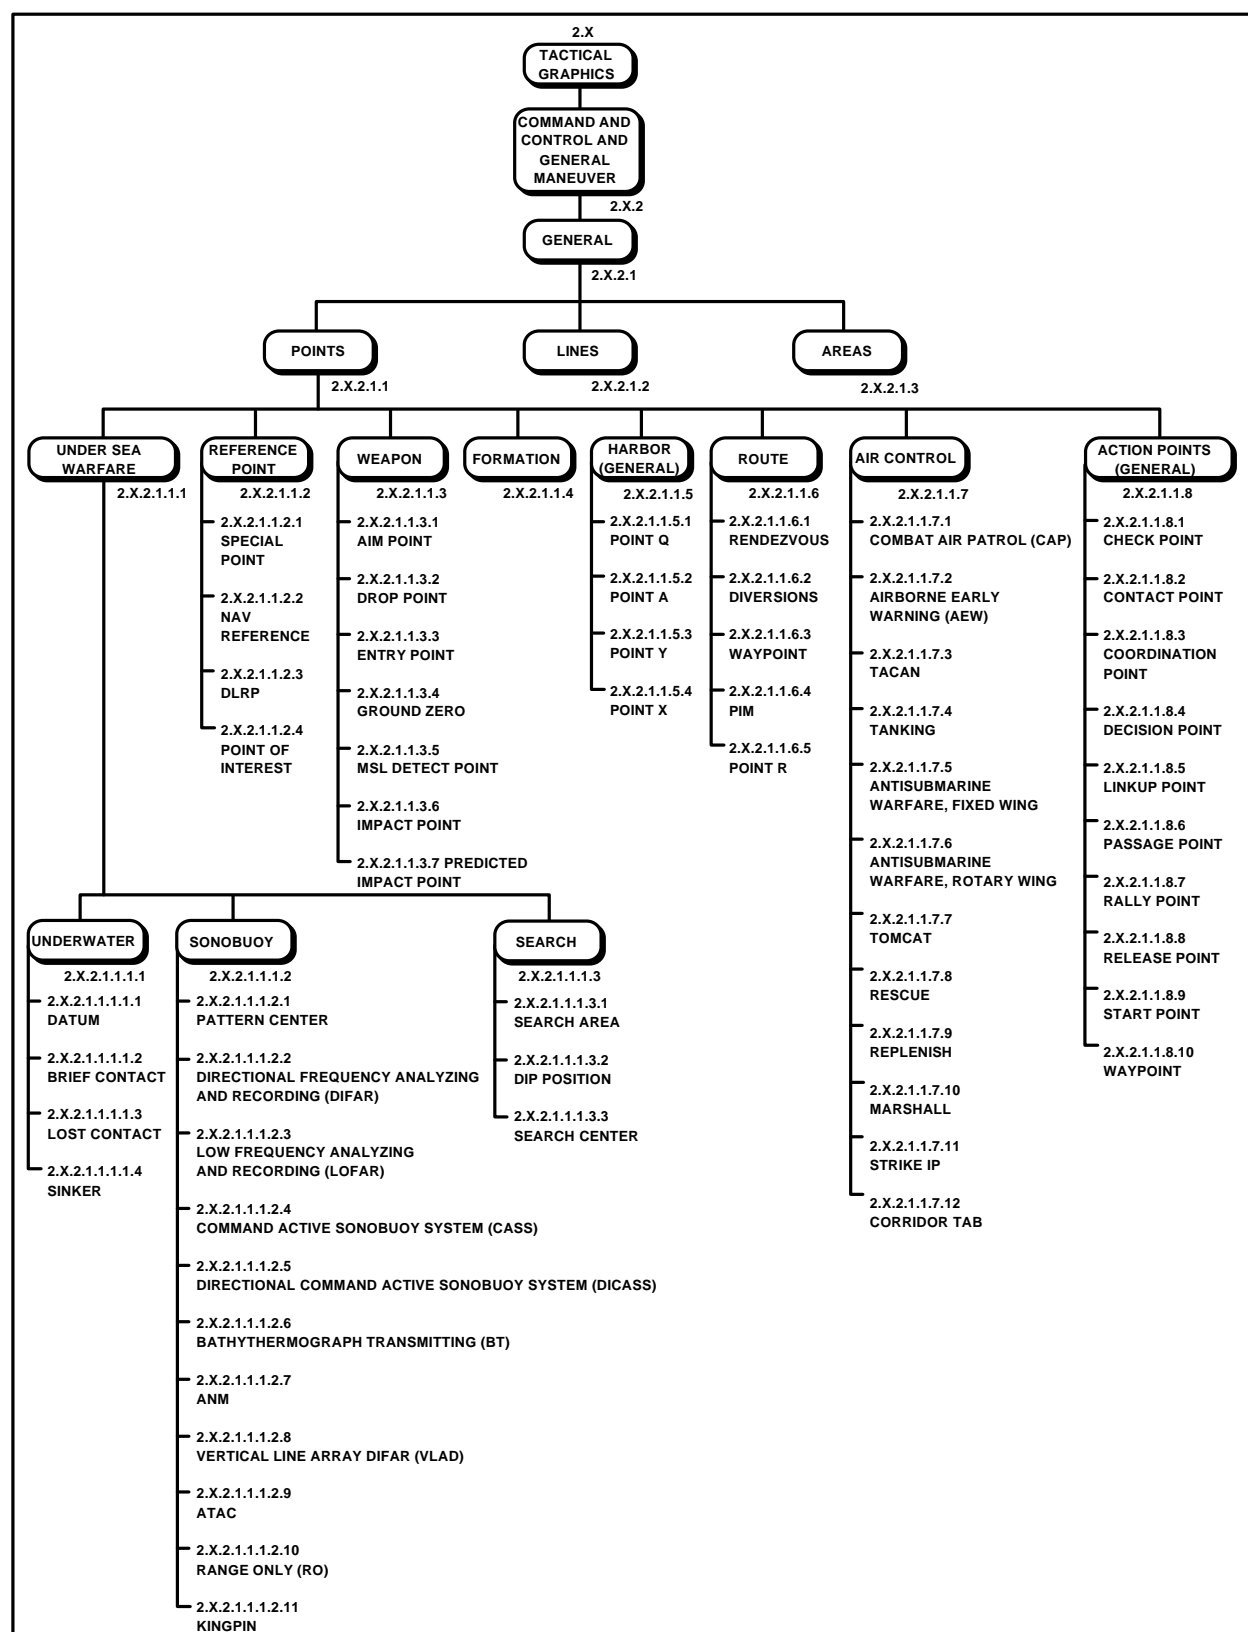 2.X
TACTICAL
GRAPHICS
COMMAND AND
CONTROL AND
GENERAL
MANEUVER
2.X.2
GENERAL
2.X.2.1
POINTS
2.X.2.1.1
LINES
2.X.2.1.2
AREAS
2.X.2.1.3
UNDER SEA
WARFARE
2.X.2.1.1.1
REFERENCE
POINT
2.X.2.1.1.2
2.X.2.1.1.2.1
SPECIAL
POINT
2.X.2.1.1.2.2
NAV
REFERENCE
2.X.2.1.1.2.3
DLRP
2.X.2.1.1.2.4
POINT OF
INTEREST
WEAPON
2.X.2.1.1.3
2.X.2.1.1.3.1
AIM POINT
2.X.2.1.1.3.2
DROP POINT
2.X.2.1.1.3.3
ENTRY POINT
2.X.2.1.1.3.4
GROUND ZERO
2.X.2.1.1.3.5
MSL DETECT POINT
2.X.2.1.1.3.6
IMPACT POINT
2.X.2.1.1.3.7 PREDICTED
IMPACT POINT
FORMATION
2.X.2.1.1.4
HARBOR
(GENERAL)
2.X.2.1.1.5
2.X.2.1.1.5.1
POINT Q
2.X.2.1.1.5.2
POINT A
2.X.2.1.1.5.3
POINT Y
2.X.2.1.1.5.4
POINT X
ROUTE
2.X.2.1.1.6
2.X.2.1.1.6.1
RENDEZVOUS
2.X.2.1.1.6.2
DIVERSIONS
2.X.2.1.1.6.3
WAYPOINT
2.X.2.1.1.6.4
PIM
2.X.2.1.1.6.5
POINT R
AIR CONTROL
2.X.2.1.1.7
2.X.2.1.1.7.1
COMBAT AIR PATROL (CAP)
2.X.2.1.1.7.2
AIRBORNE EARLY
WARNING (AEW)
2.X.2.1.1.7.3
TACAN
2.X.2.1.1.7.4
TANKING
2.X.2.1.1.7.5
ANTISUBMARINE
WARFARE, FIXED WING
2.X.2.1.1.7.6
ANTISUBMARINE
WARFARE, ROTARY WING
2.X.2.1.1.7.7
TOMCAT
2.X.2.1.1.7.8
RESCUE
2.X.2.1.1.7.9
REPLENISH
2.X.2.1.1.7.10
MARSHALL
2.X.2.1.1.7.11
STRIKE IP
2.X.2.1.1.7.12
CORRIDOR TAB
ACTION POINTS
(GENERAL)
2.X.2.1.1.8
2.X.2.1.1.8.1
CHECK POINT
2.X.2.1.1.8.2
CONTACT POINT
2.X.2.1.1.8.3
COORDINATION
POINT
2.X.2.1.1.8.4
DECISION POINT
2.X.2.1.1.8.5
LINKUP POINT
2.X.2.1.1.8.6
PASSAGE POINT
2.X.2.1.1.8.7
RALLY POINT
2.X.2.1.1.8.8
RELEASE POINT
2.X.2.1.1.8.9
START POINT
2.X.2.1.1.8.10
WAYPOINT
UNDERWATER
2.X.2.1.1.1.1
2.X.2.1.1.1.1.1
DATUM
2.X.2.1.1.1.1.2
BRIEF CONTACT
2.X.2.1.1.1.1.3
LOST CONTACT
2.X.2.1.1.1.1.4
SINKER
SONOBUOY
2.X.2.1.1.1.2
2.X.2.1.1.1.2.1
PATTERN CENTER
2.X.2.1.1.1.2.2
DIRECTIONAL FREQUENCY ANALYZING
AND RECORDING (DIFAR)
2.X.2.1.1.1.2.3
LOW FREQUENCY ANALYZING
AND RECORDING (LOFAR)
2.X.2.1.1.1.2.4
COMMAND ACTIVE SONOBUOY SYSTEM (CASS)
2.X.2.1.1.1.2.5
DIRECTIONAL COMMAND ACTIVE SONOBUOY SYSTEM (DICASS)
2.X.2.1.1.1.2.6
BATHYTHERMOGRAPH TRANSMITTING (BT)
2.X.2.1.1.1.2.7
ANM
2.X.2.1.1.1.2.8
VERTICAL LINE ARRAY DIFAR (VLAD)
2.X.2.1.1.1.2.9
ATAC
2.X.2.1.1.1.2.10
RANGE ONLY (RO)
2.X.2.1.1.1.2.11
KINGPIN
SEARCH
2.X.2.1.1.1.3
2.X.2.1.1.1.3.1
SEARCH AREA
2.X.2.1.1.1.3.2
DIP POSITION
2.X.2.1.1.1.3.3
SEARCH CENTER